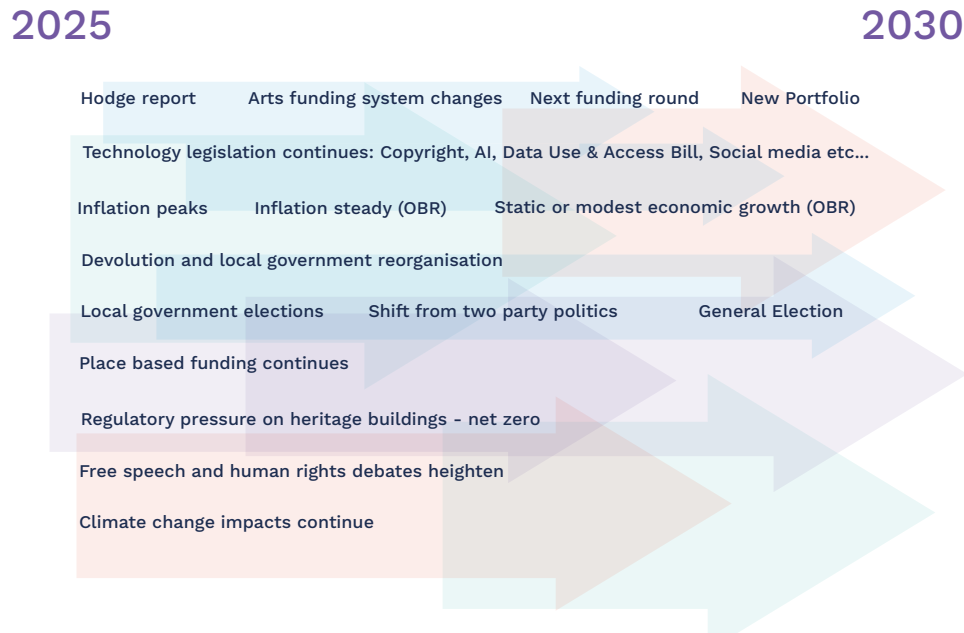 2025 2030
Hodge report Arts funding system changes Next funding round New Portfolio
Technology legislation continues: Copyright, AI, Data Use & Access Bill, Social media etc...
Inflation peaks Inflation steady (OBR) Static or modest economic growth (OBR)
Devolution and local government reorganisation
Local government elections Shift from two party politics General Election
Place based funding continues
Regulatory pressure on heritage buildings - net zero
Free speech and human rights debates heighten
Climate change impacts continue